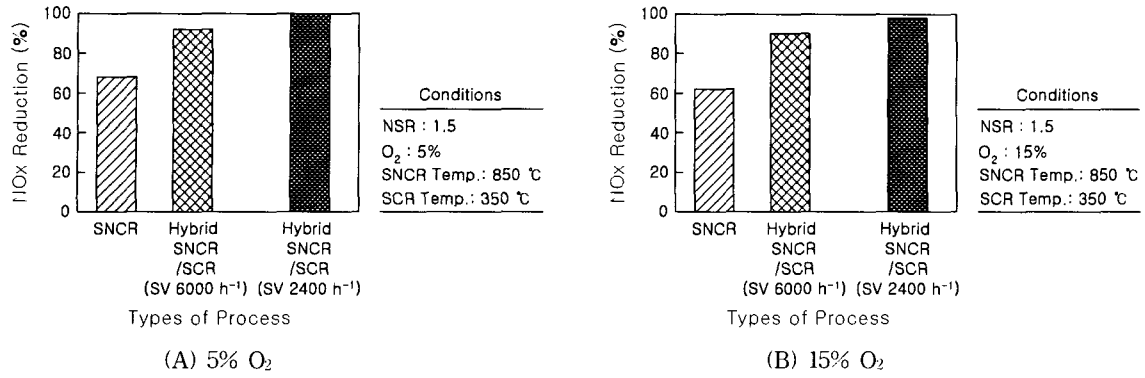 NOx Reduction (%)
100
80
60
40
20
0
SNCR
Hybrid
SNCR
/SCR
(SV 6000 h⁻¹)
Hybrid
SNCR
/SCR
(SV 2400 h⁻¹)
Types of Process
Conditions
NSR : 1.5
O₂ : 5%
SNCR Temp.: 850 ℃
SCR Temp.: 350 ℃
(A) 5% O₂
NOx Reduction (%)
100
80
60
40
20
0
SNCR
Hybrid
SNCR
/SCR
(SV 6000 h⁻¹)
Hybrid
SNCR
/SCR
(SV 2400 h⁻¹)
Types of Process
Conditions
NSR : 1.5
O₂ : 15%
SNCR Temp.: 850 ℃
SCR Temp.: 350 ℃
(B) 15% O₂